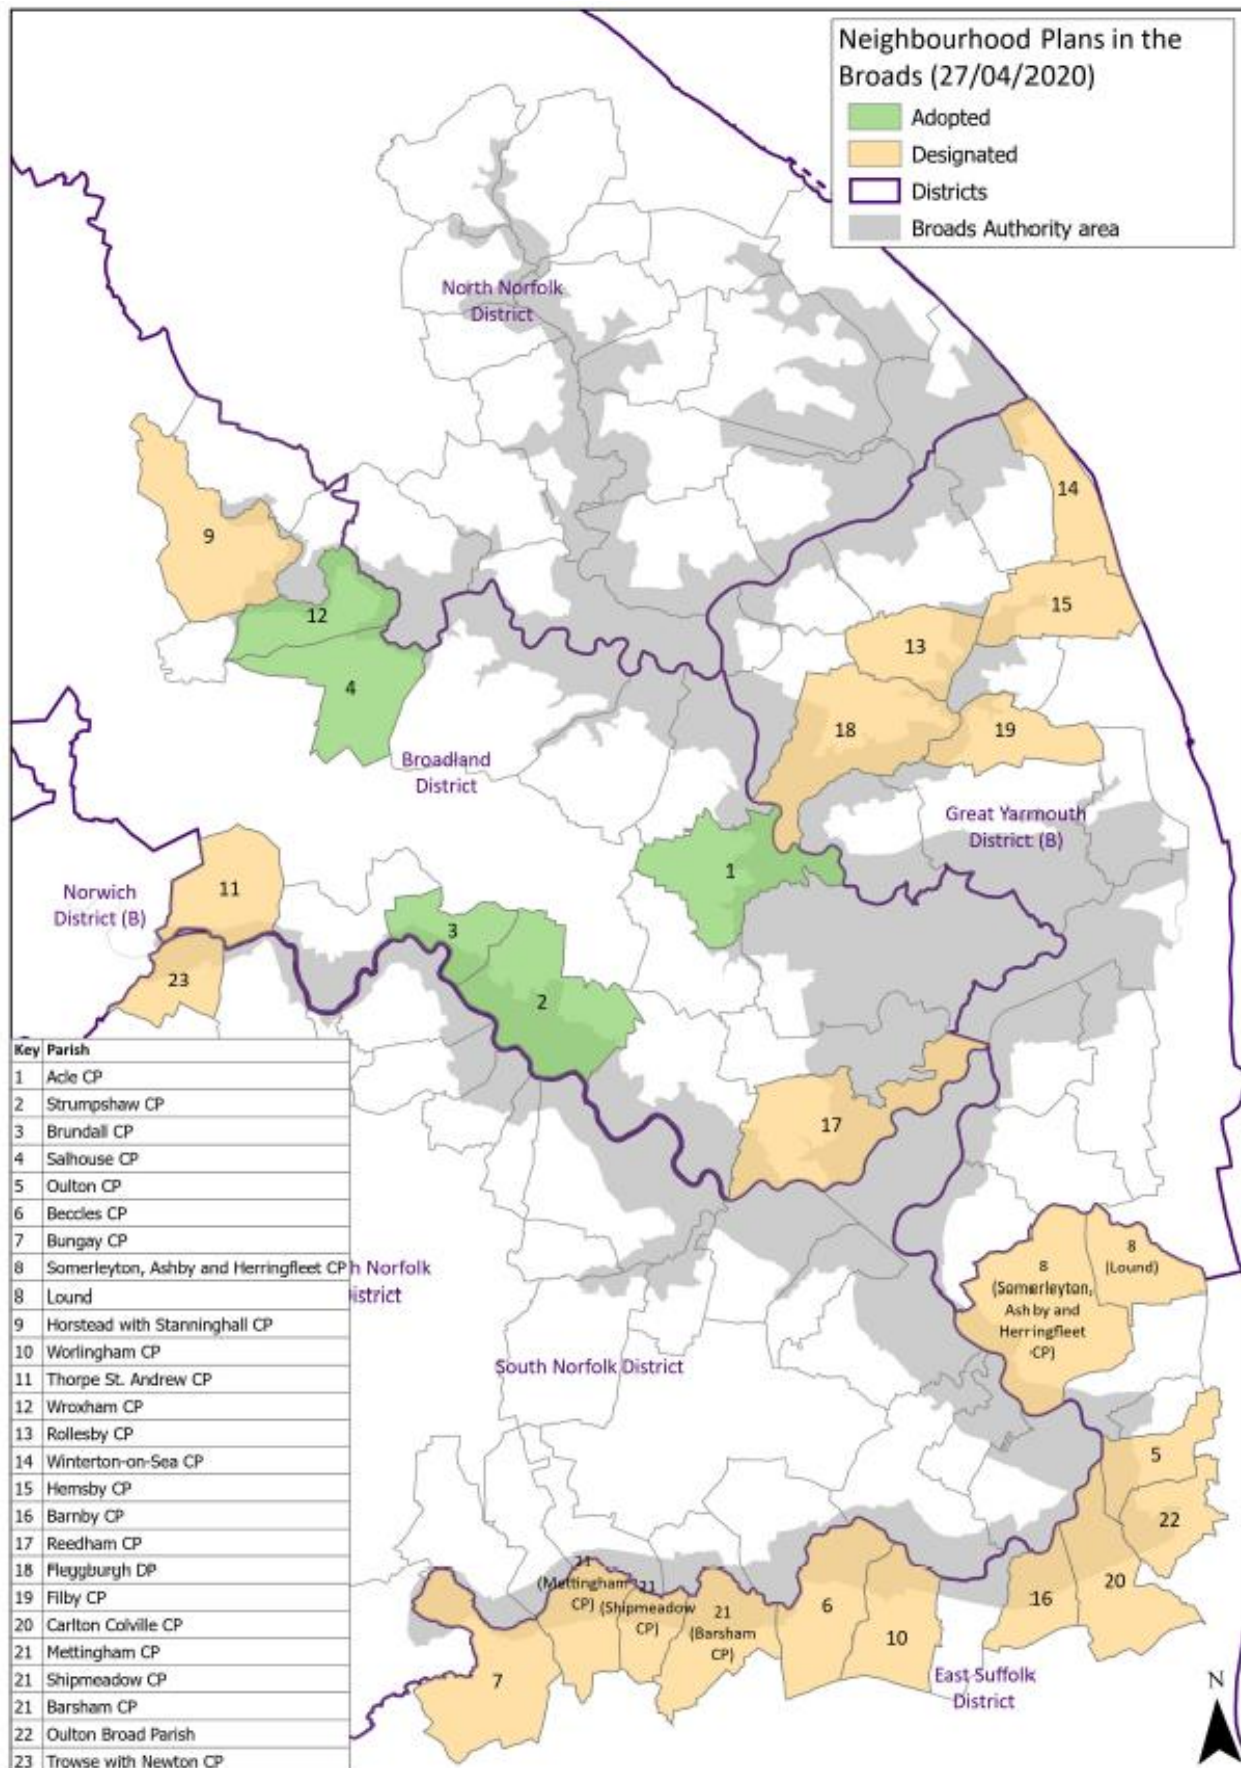 Neighbourhood Plans in the
Broads (27/04/2020)
Adopted
Designated
Districts
Broads Authority area
North Norfolk
District
14
9
15
12
13
4
18
19
Broadland
District
Great Yarmouth
District (B)
1
11
Norwich
District (B)
3
23
2
17
8
(Lound)
8
(Somerleyton,
Ashby and
Herringfleet
CP)
h Norfolk
istrict
South Norfolk District
5
22
21
(Mettingham
CP)
21
(Shipmeadow
CP)
21
(Barsham
CP)
6
10
16
20
7
East Suffolk
District
N
Key Parish
1 Acle CP
2 Strumpshaw CP
3 Brundall CP
4 Salhouse CP
5 Oulton CP
6 Beccles CP
7 Bungay CP
8 Somerleyton, Ashby and Herringfleet CP
8 Lound
9 Horstead with Stanninghall CP
10 Worlingham CP
11 Thorpe St. Andrew CP
12 Wroxham CP
13 Rollesby CP
14 Winterton-on-Sea CP
15 Hemsby CP
16 Barnby CP
17 Reedham CP
18 Fleggburgh DP
19 Filby CP
20 Carlton Colville CP
21 Mettingham CP
21 Shipmeadow CP
21 Barsham CP
22 Oulton Broad Parish
23 Trowse with Newton CP